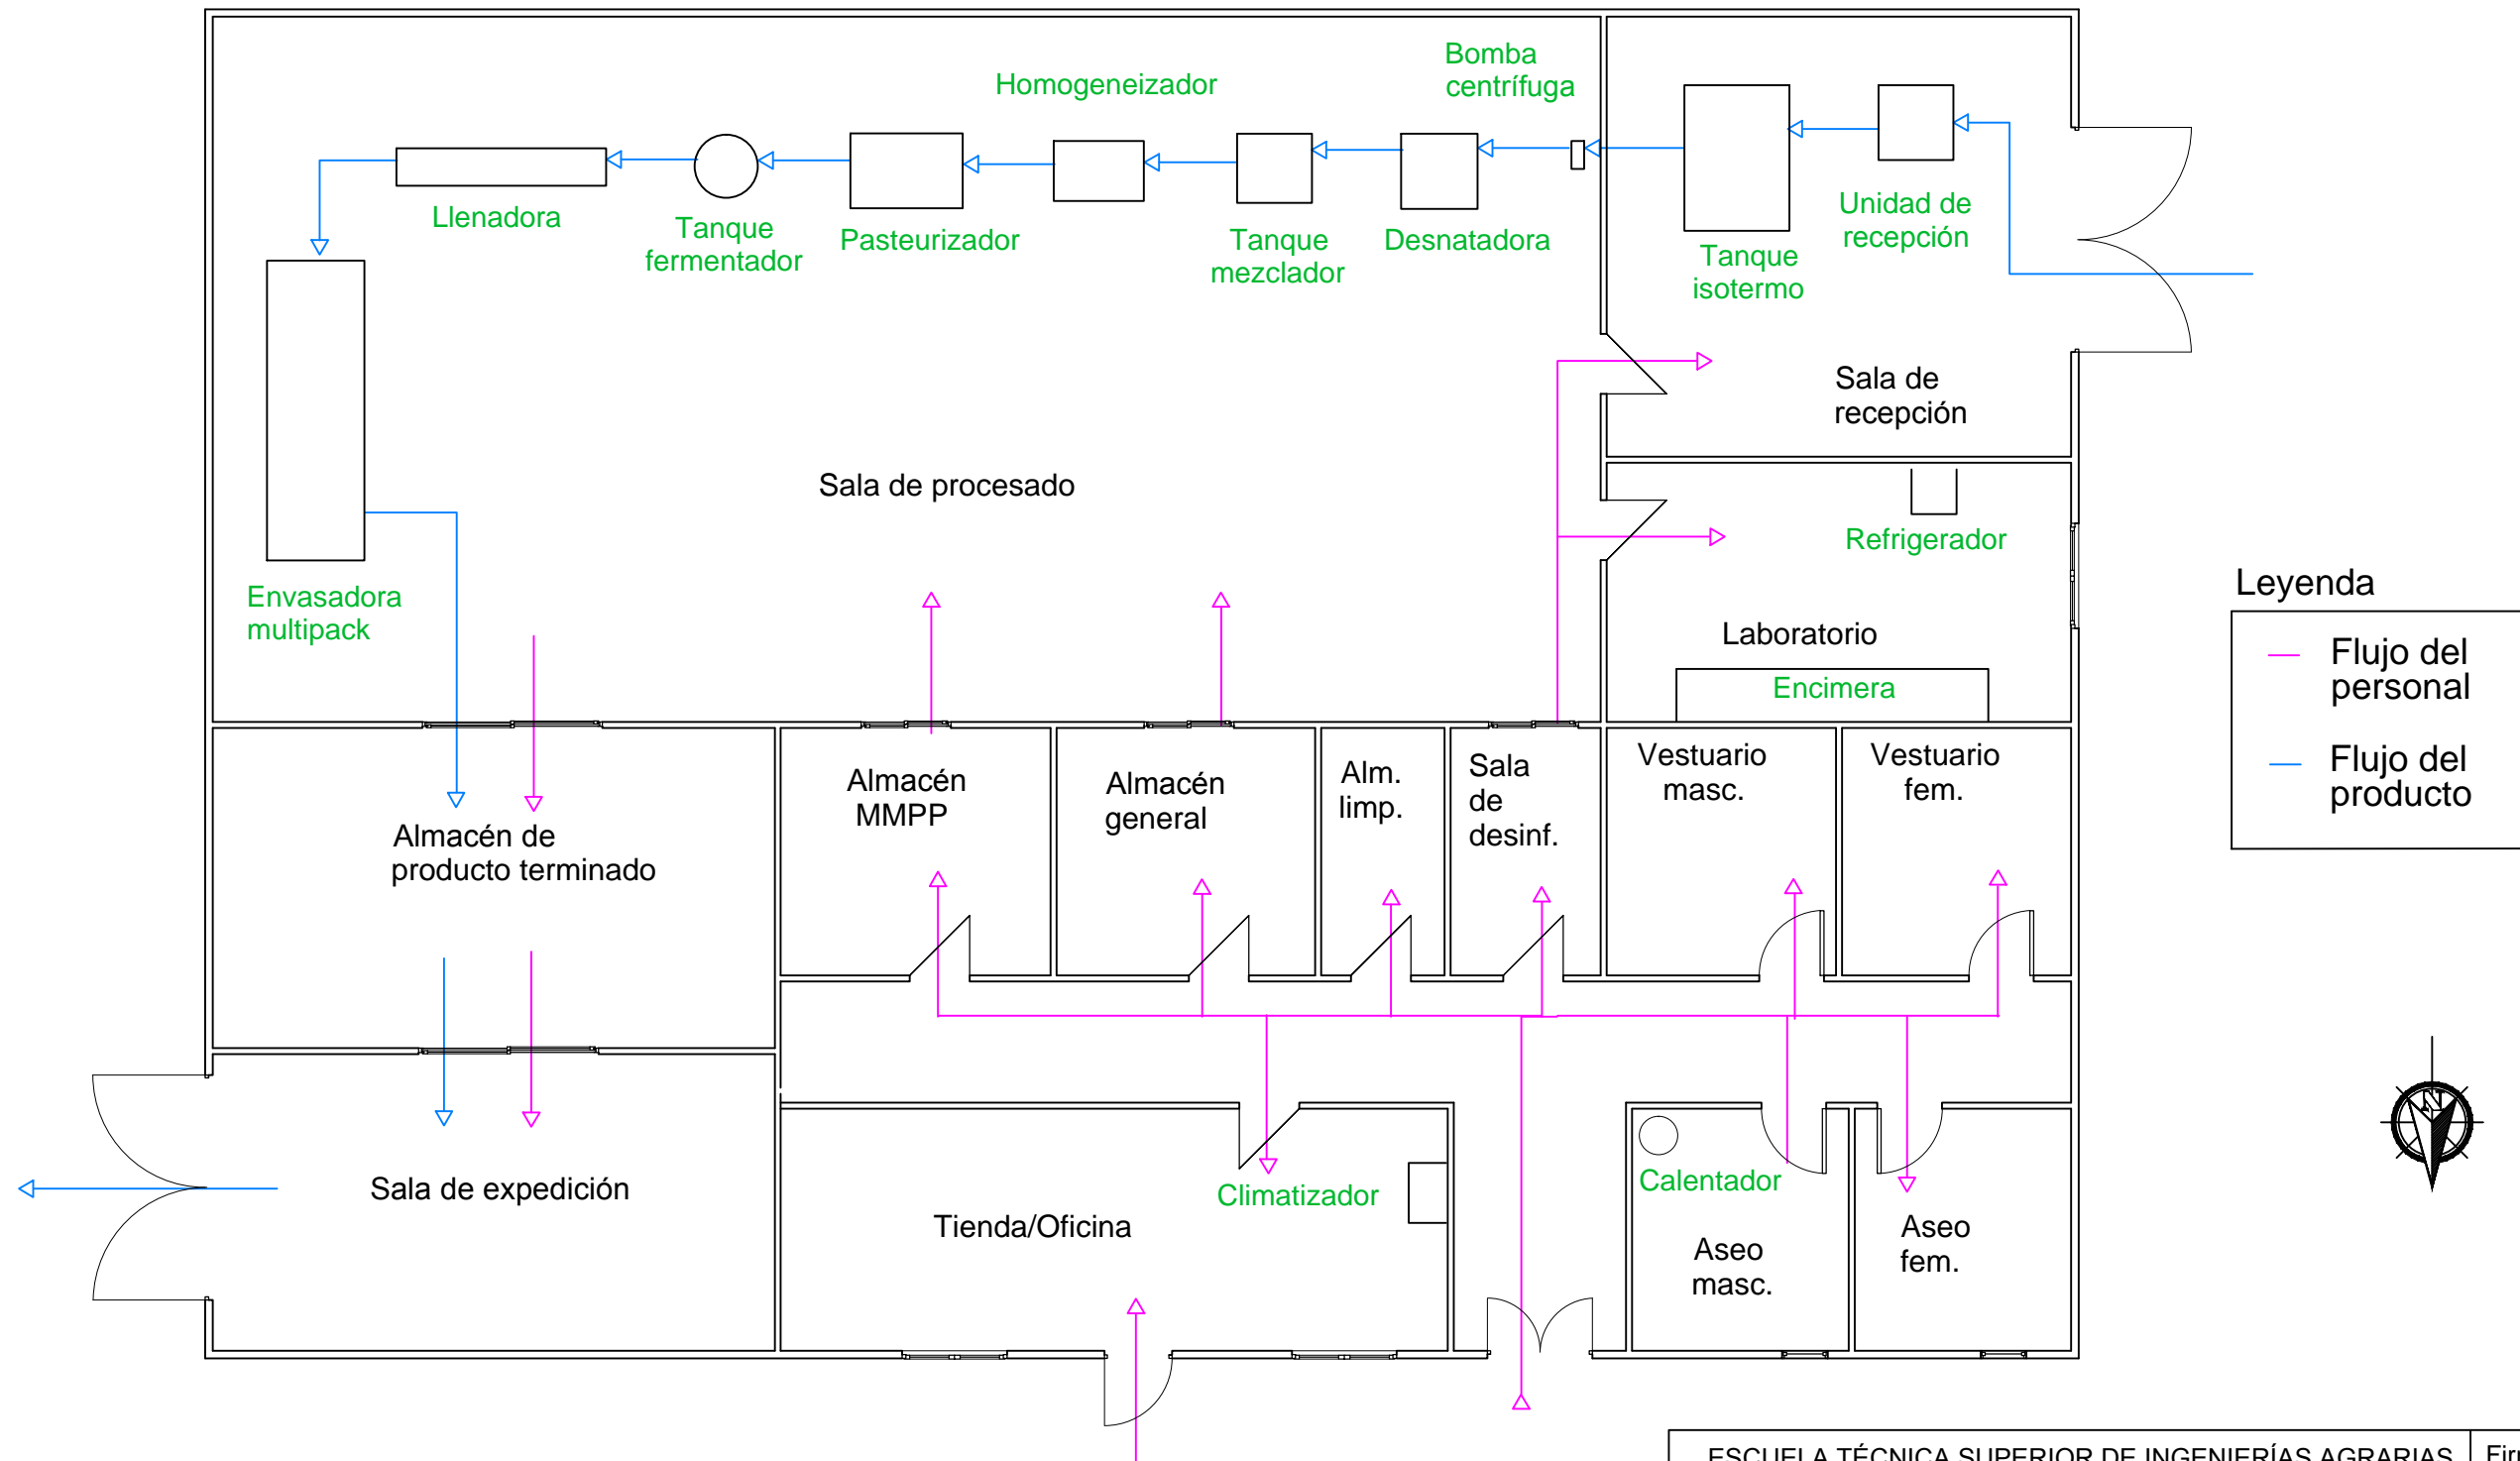 Bomba
centrífuga
Homogeneizador
Unidad de
recepción
Llenadora
Tanque
fermentador
Pasteurizador
Tanque
mezclador
Desnatadora
Tanque
isotermo
Sala de
recepción
Sala de procesado
Refrigerador
Envasadora
multipack
Laboratorio
Encimera
Leyenda
Flujo del
personal
Flujo del
producto
Almacén de
producto terminado
Almacén
MMPP
Almacén
general
Alm.
limp.
Sala
de
desinf.
Vestuario
masc.
Vestuario
fem.
N
Sala de expedición
Tienda/Oficina
Climatizador
Calentador
Aseo
masc.
Aseo
fem.
ESCUELA TÉCNICA SUPERIOR DE INGENIERÍAS AGRARIAS